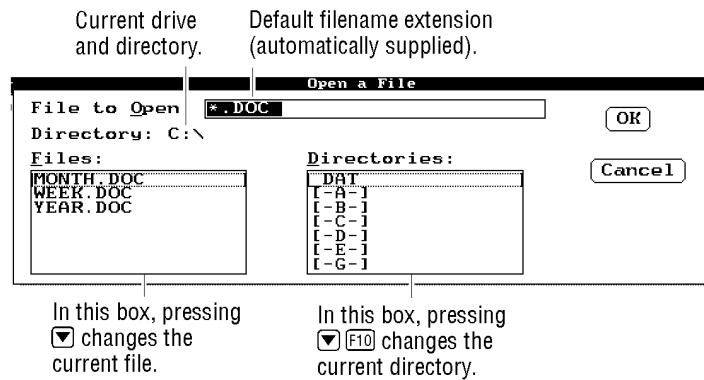 Current drive
and directory.
Default filename extension
(automatically supplied).
Open a File
File to Open *.DOC
Directory: C:\
OK
Cancel
Files:
MONTH.DOC
WEEK.DOC
YEAR.DOC
Directories:
DAT
[-A-]
[-B-]
[-C-]
[-D-]
[-E-]
[-G-]
In this box, pressing
▼ changes the
current file.
In this box, pressing
▼ F10 changes the
current directory.